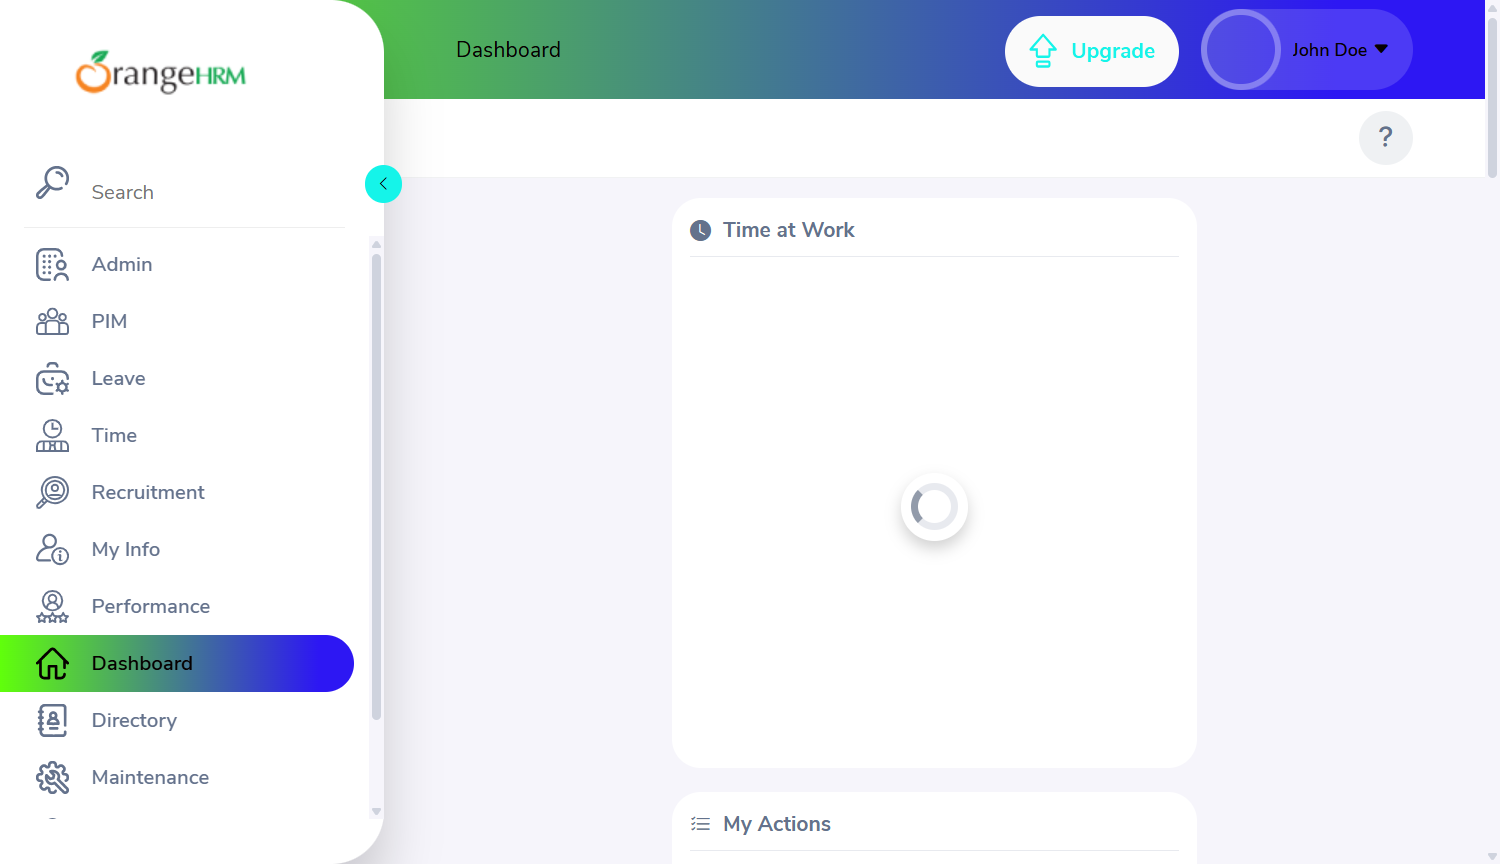 OrangeHRM
Search
Admin
PIM
Leave
Time
Recruitment
My Info
Performance
Dashboard
Directory
Maintenance
Dashboard
Upgrade
John Doe
?
Time at Work
My Actions